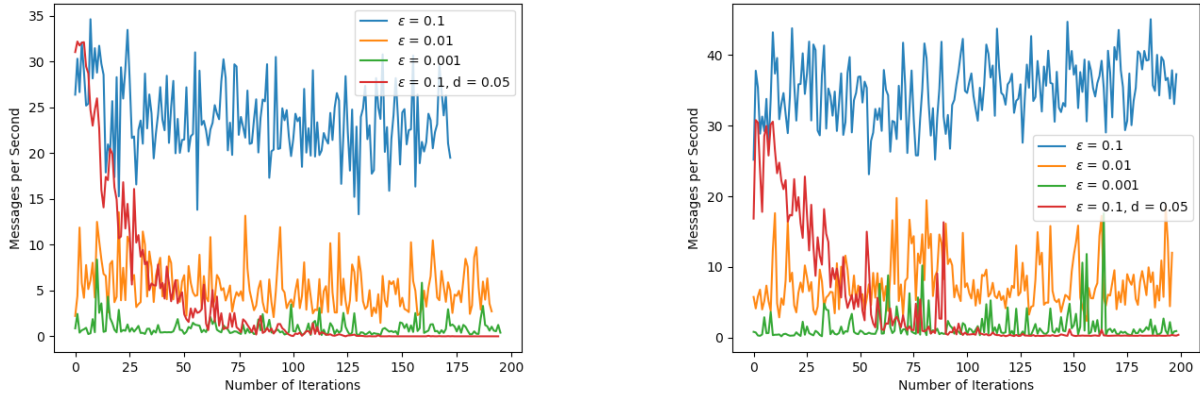 35
30
25
20
15
10
5
0
Messages per Second
0 25 50 75 100 125 150 175 200
Number of Iterations
ε = 0.1
ε = 0.01
ε = 0.001
ε = 0.1, d = 0.05
40
30
20
10
0
Messages per Second
ε = 0.1
ε = 0.01
ε = 0.001
ε = 0.1, d = 0.05
0 25 50 75 100 125 150 175 200
Number of Iterations